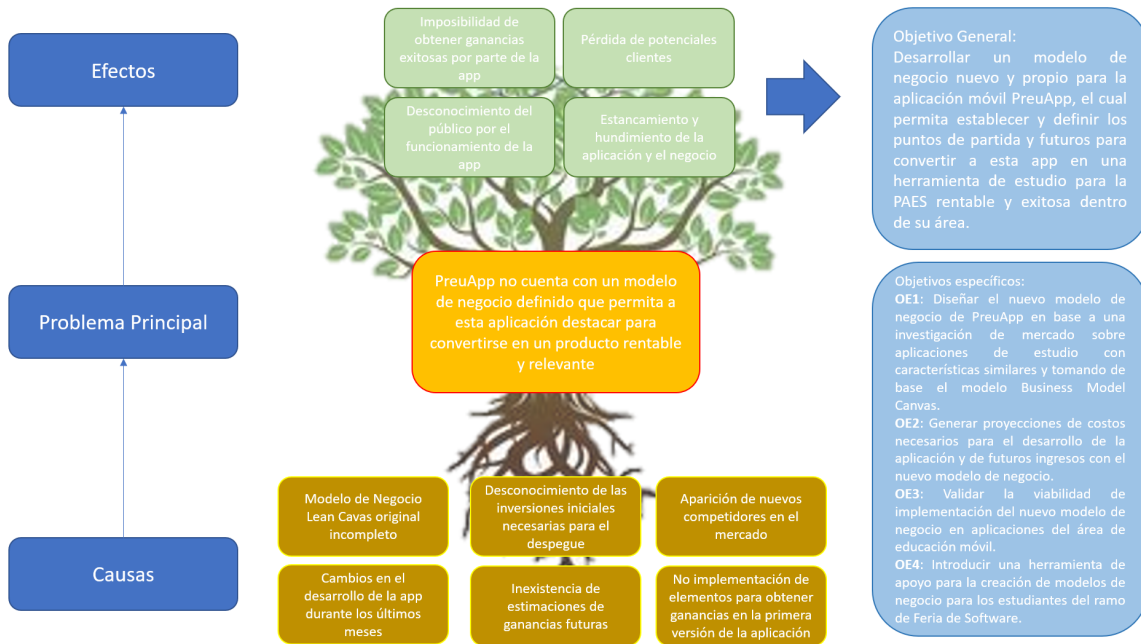 Efectos
Problema Principal
Causas
Imposibilidad de
obtener ganancias
exitosas por parte de la
app
Pérdida de potenciales
clientes
Desconocimiento del
público por el
funcionamiento de la
app
Estancamiento y
hundimiento de la
aplicación y el negocio
PreuApp no cuenta con un modelo
de negocio definido que permita a
esta aplicación destacar para
convertirse en un producto rentable
y relevante
Modelo de Negocio
Lean Cavas original
incompleto
Desconocimiento de las
inversiones iniciales
necesarias para el
despegue
Aparición de nuevos
competidores en el
mercado
Cambios en el
desarrollo de la app
durante los últimos
meses
Inexistencia de
estimaciones de
ganancias futuras
No implementación de
elementos para obtener
ganancias en la primera
versión de la aplicación
Objetivo General:
Desarrollar un modelo de
negocio nuevo y propio para la
aplicación móvil PreuApp, el cual
permita establecer y definir los
puntos de partida y futuros para
convertir a esta app en una
herramienta de estudio para la
PAES rentable y exitosa dentro
de su área.
Objetivos específicos:
OE1: Diseñar el nuevo modelo de
negocio de PreuApp en base a una
investigación de mercado sobre
aplicaciones de estudio con
características similares y tomando de
base el modelo Business Model
Canvas.
OE2: Generar proyecciones de costos
necesarios para el desarrollo de la
aplicación y de futuros ingresos con el
nuevo modelo de negocio.
OE3: Validar la viabilidad de
implementación del nuevo modelo de
negocio en aplicaciones del área de
educación móvil.
OE4: Introducir una herramienta de
apoyo para la creación de modelos de
negocio para los estudiantes del ramo
de Feria de Software.